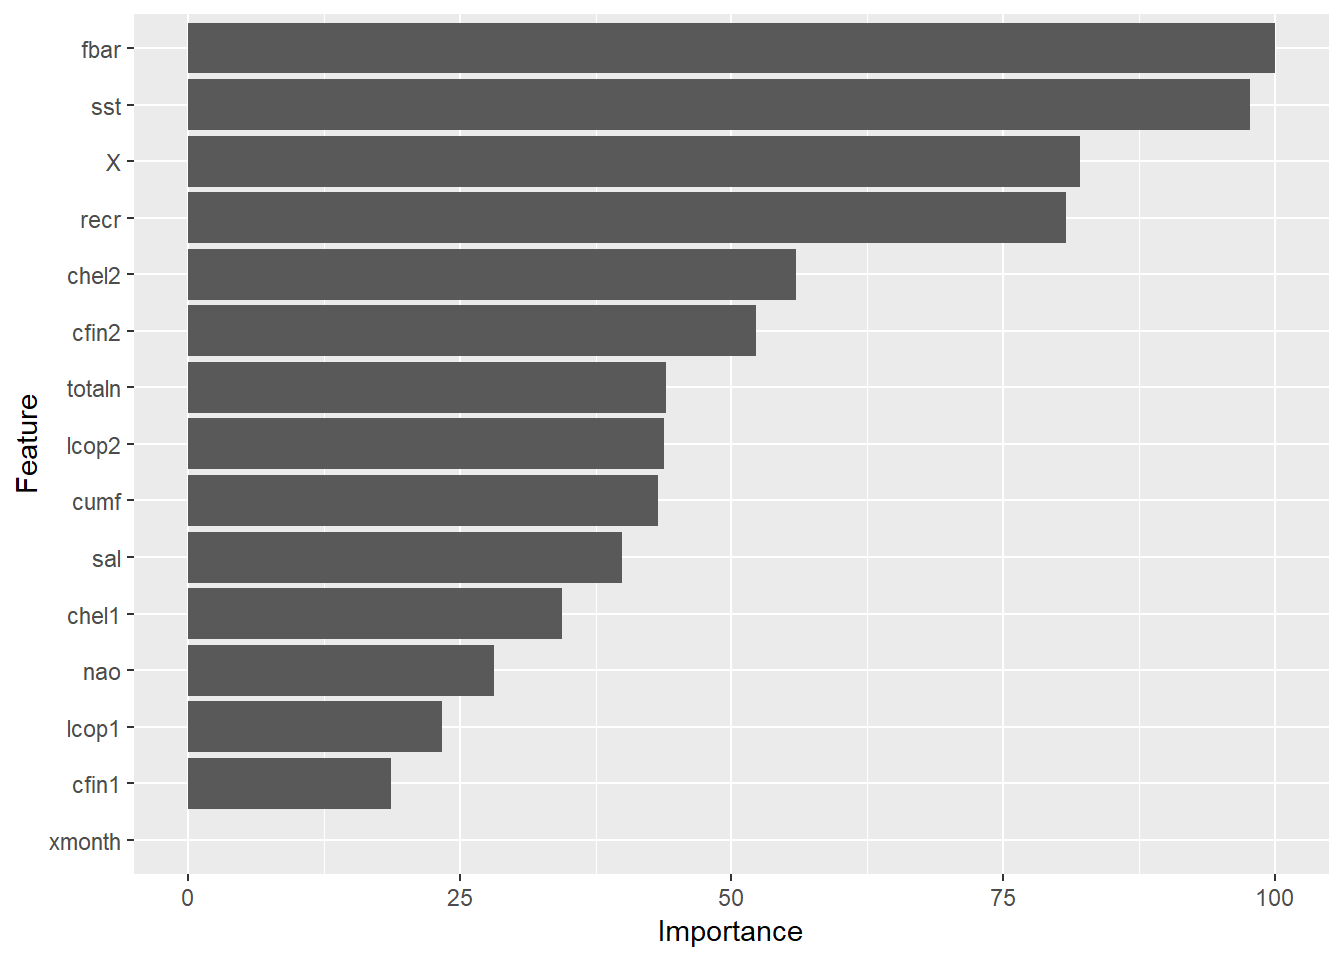 fbar
sst
X
recr
chel2
cfin2
totaln
lcop2
cumf
sal
chel1
nao
lcop1
cfin1
xmonth
Feature
0 25 50 75 100
Importance